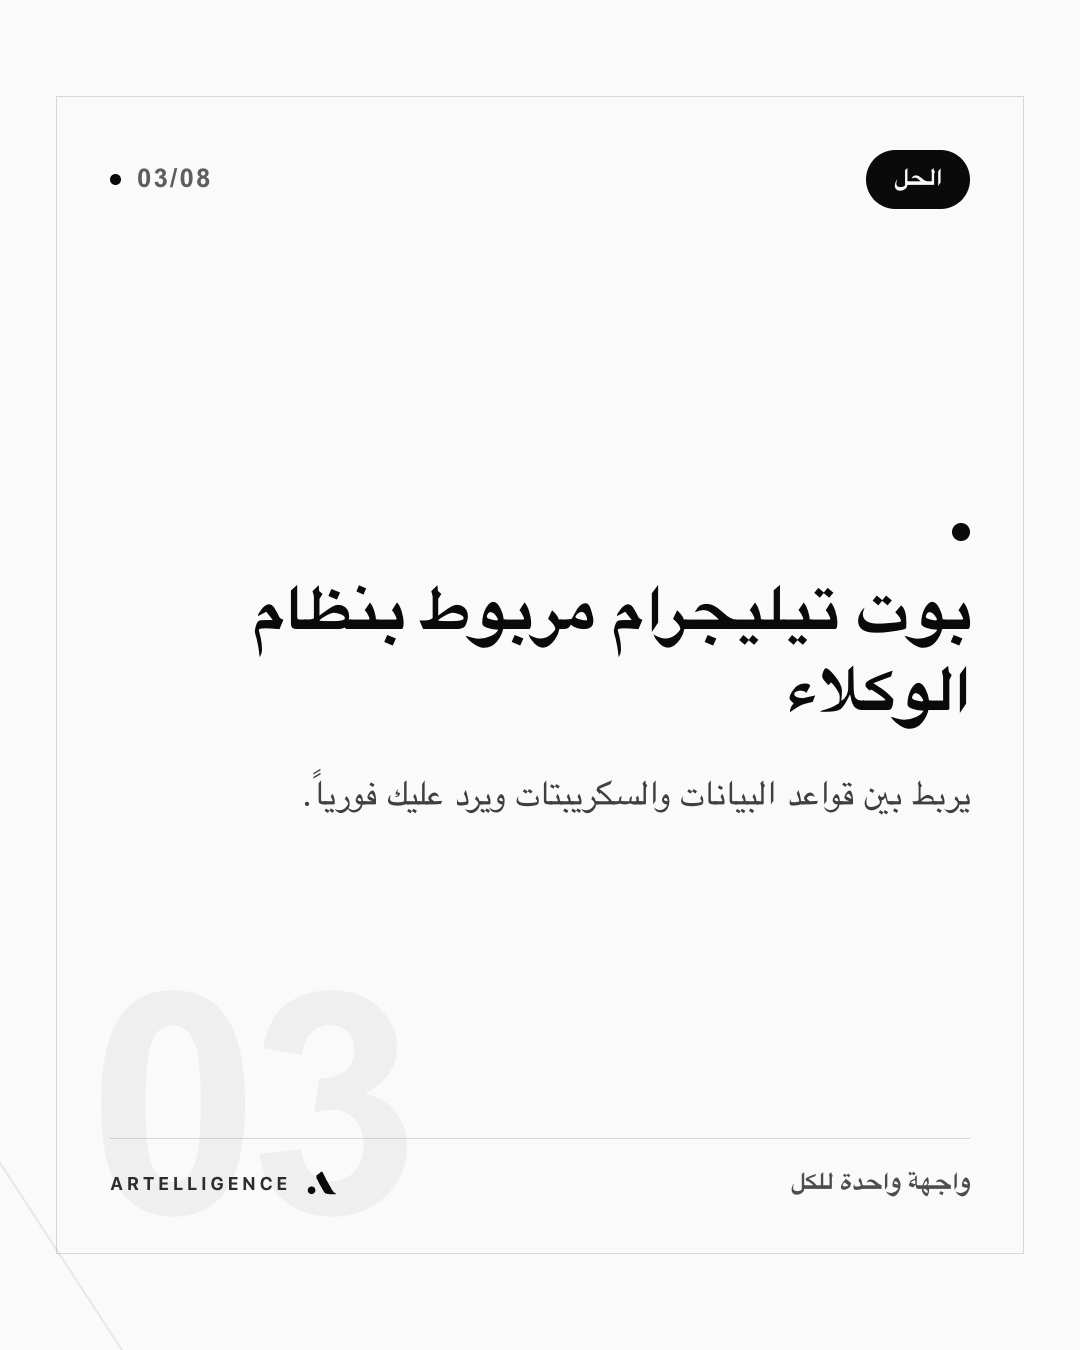 الحل
03/08
بوت تيليجرام مربوط بنظام
الوكلاء
يربط بين قواعد البيانات والسكريبتات ويرد عليك فورياً.
03
واجهة واحدة للكل
ARTELLIGENCE